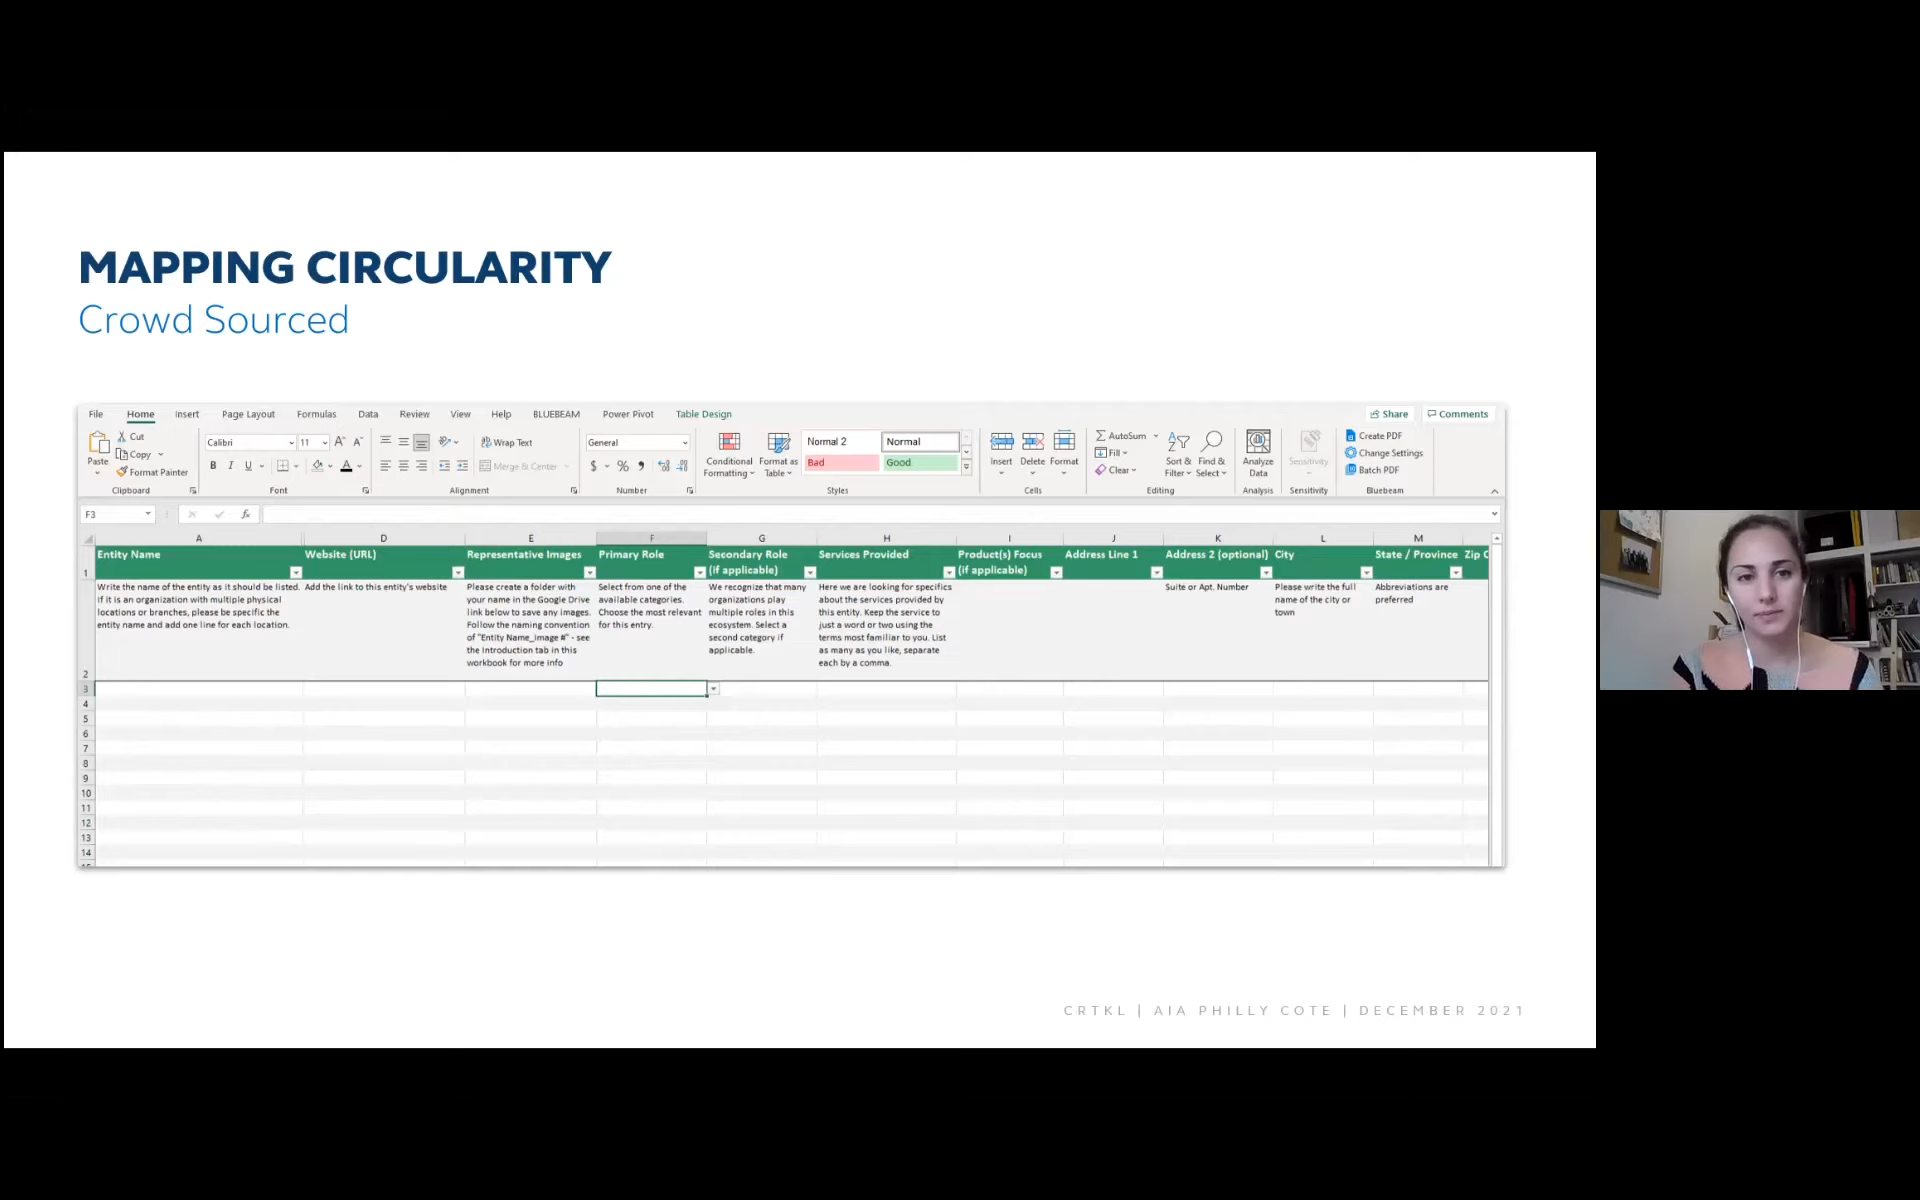 MAPPING CIRCULARITY
Crowd Sourced
File Home Insert Page Layout Formulas Data Review View Help BLUEBEAM Power Pivot Table Design Share Comments
Paste
Cut
Copy
Format Painter
Clipboard
Calibri 11
B I U
Font
Wrap Text
Merge & Center
Alignment
General
$ %
Number
Conditional Formatting
Format as Table
Normal 2 Normal
Bad Good
Styles
Insert Delete Format
Cells
AutoSum
Fill
Clear
Sort & Filter
Find & Select
Editing
Analyze Data
Analysis
Sensitivity
Sensitivity
Create PDF
Change Settings
Batch PDF
Bluebeam
F3 fx
A D E F G H I J K L M
1
Entity Name
Website (URL)
Representative Images
Primary Role
Secondary Role
(if applicable)
Services Provided
Product(s) Focus
(if applicable)
Address Line 1
Address 2 (optional)
City
State / Province
Zip C
2
Write the name of the entity as it should be listed.
If it is an organization with multiple physical
locations or branches, please be specific the
entity name and add one line for each location.
Add the link to this entity's website
Please create a folder with
your name in the Google Drive
link below to save any images.
Follow the naming convention
of "Entity Name_Image #" - see
the Introduction tab in this
workbook for more info
Select from one of the
available categories.
Choose the most relevant
for this entry.
We recognize that many
organizations play
multiple roles in this
ecosystem. Select a
second category if
applicable.
Here we are looking for specifics
about the services provided by
this entity. Keep the service to
just a word or two using the
terms most familiar to you. List
as many as you like, separate
each by a comma.
Suite or Apt. Number
Please write the full
name of the city or
town
Abbreviations are
preferred
3
4
5
6
7
8
9
10
11
12
13
14
CRTKL | AIA PHILLY COTE | DECEMBER 2021